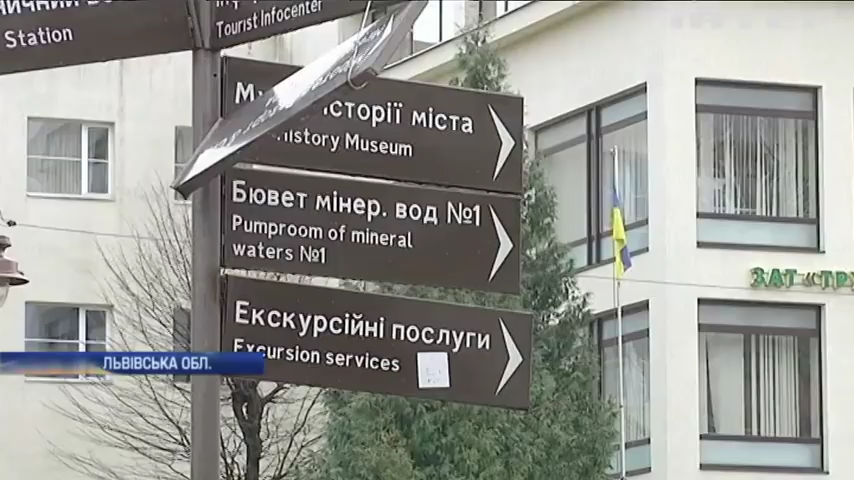 Station
Tourist Infocenter
історії міста
History Museum
Бювет мінер. вод №1
Pumproom of mineral
waters №1
Екскурсійні послуги
Excursion services
ЛЬВІВСЬКА ОБЛ.
ЗАТ